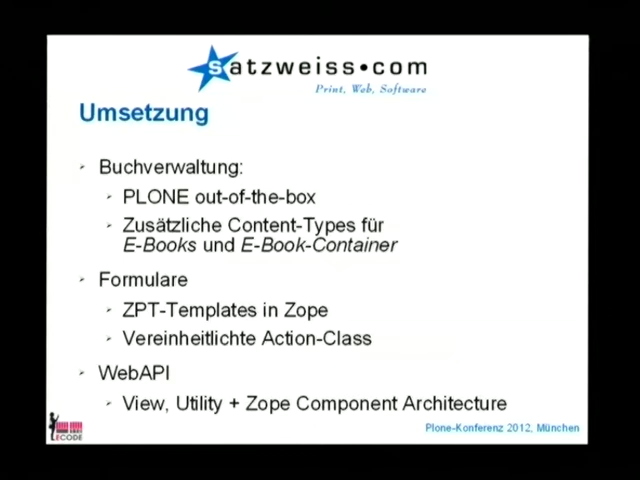 satzweiss.com
Print, Web, Software
Umsetzung
Buchverwaltung:
PLONE out-of-the-box
Zusätzliche Content-Types für
E-Books und E-Book-Container
Formulare
ZPT-Templates in Zope
Vereinheitlichte Action-Class
WebAPI
View, Utility + Zope Component Architecture
ECODE
Plone-Konferenz 2012, München